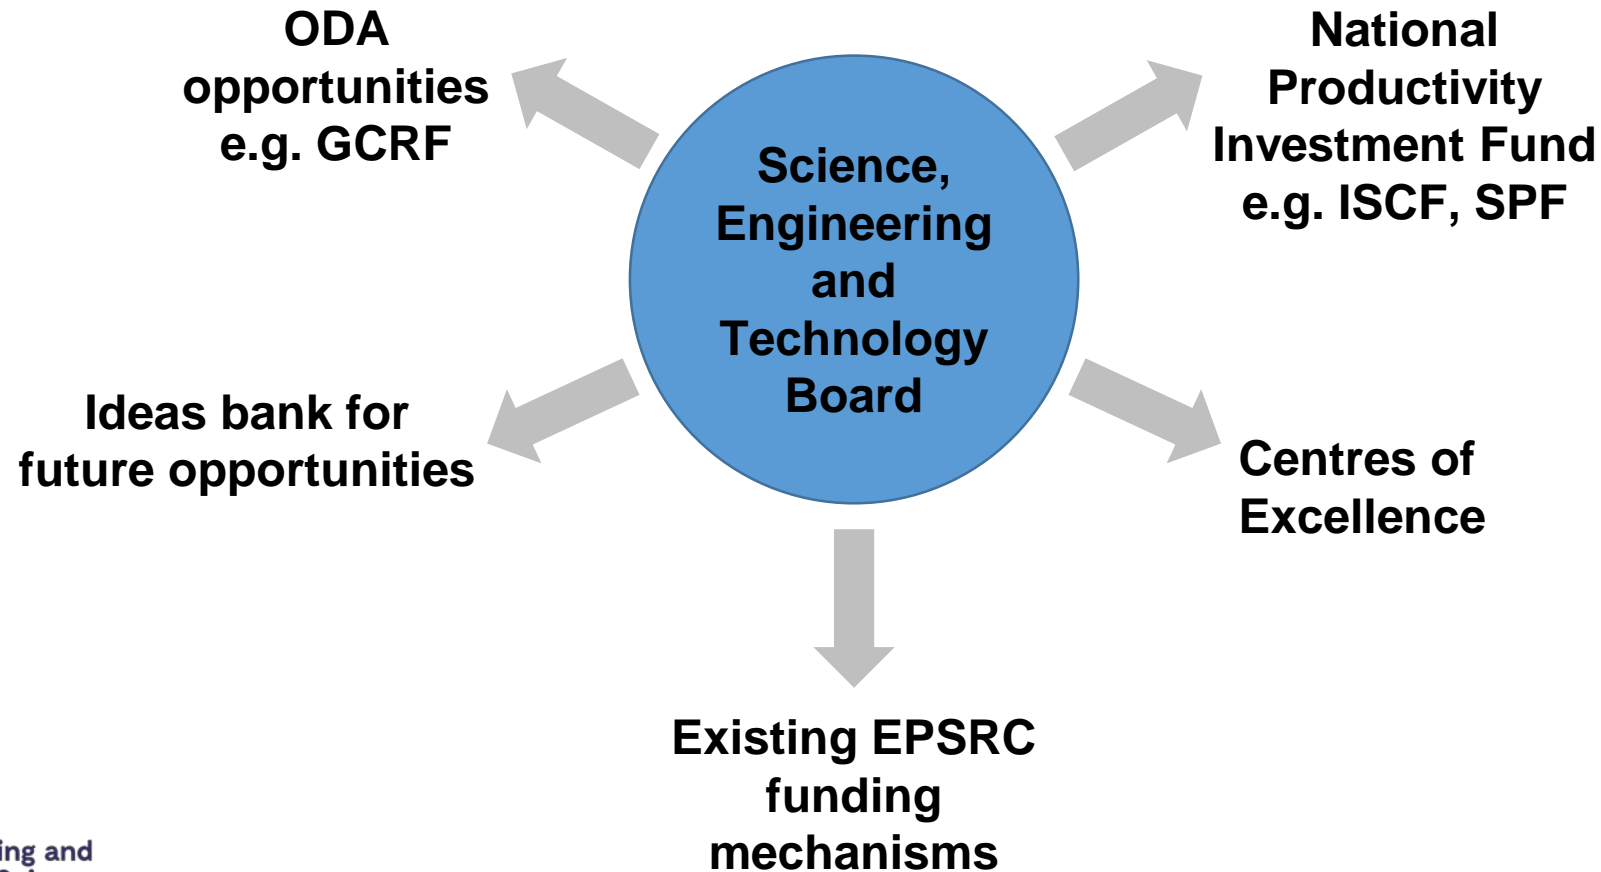 ODA
opportunities
e.g. GCRF
National
Productivity
Investment Fund
e.g. ISCF, SPF
Science,
Engineering
and
Technology
Board
Ideas bank for
future opportunities
Centres of
Excellence
Existing EPSRC
funding
mechanisms
ing and